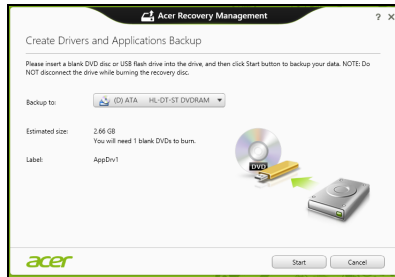 Acer Recovery Management
? X
Create Drivers and Applications Backup
Please insert a blank DVD disc or USB flash drive into the drive, and then click Start button to backup your data. NOTE: Do
NOT disconnect the drive while burning the recovery disc.
Backup to: (D) ATA HL-DT-ST DVDRAM
Estimated size: 2.66 GB
You will need 1 blank DVDs to burn.
Label: AppDrv1
DVD
acer
Start Cancel